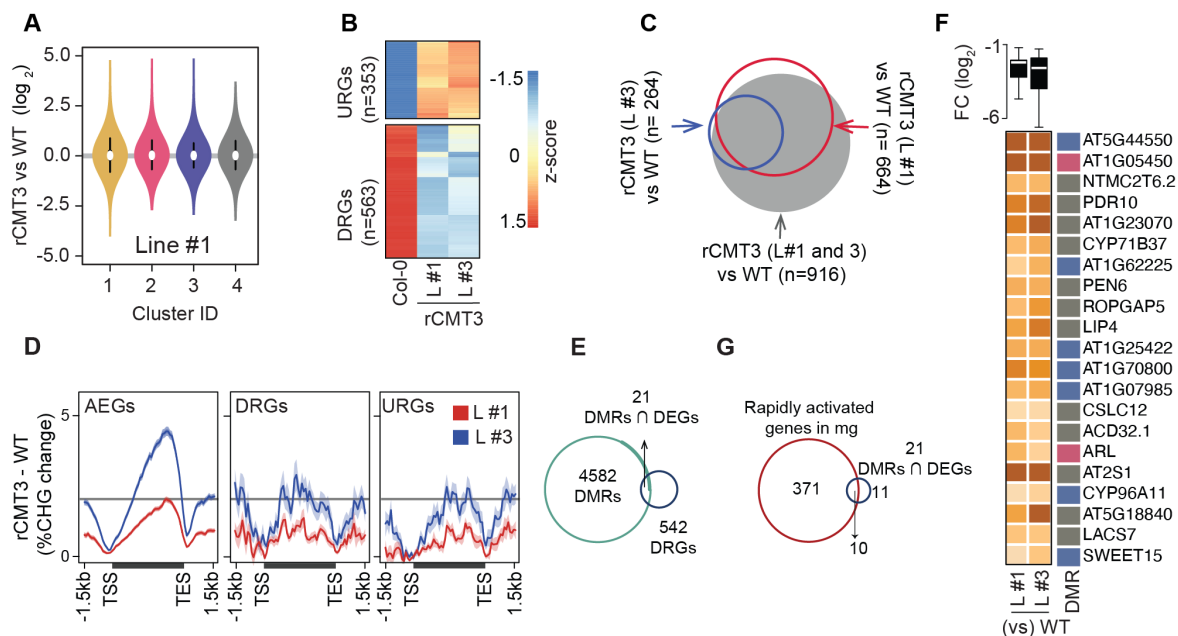 A
rCMT3 vs WT (log 2)
5.0
2.5
0.0
-2.5
-5.0
Line #1
1 2 3 4
Cluster ID
B
URGs
(n=353)
DRGs
(n=563)
Col-0
L #1
L #3
rCMT3
-1.5
0
1.5
z-score
C
rCMT3 (L #3)
vs WT (n= 264)
rCMT3 (L #1)
vs WT (n= 664)
rCMT3 (L#1 and 3)
vs WT (n=916)
D
rCMT3 - WT
(%CHG change)
5
0
AEGs
DRGs
URGs
L #1
L #3
-1.5kb
TSS
TES
1.5kb
-1.5kb
TSS
TES
1.5kb
-1.5kb
TSS
TES
1.5kb
E
21
DMRs ∩ DEGs
4582
DMRs
542
DRGs
G
Rapidly activated
genes in mg
21
DMRs ∩ DEGs
371
11
10
F
FC (log2)
-1
-6
AT5G44550
AT1G05450
NTMC2T6.2
PDR10
AT1G23070
CYP71B37
AT1G62225
PEN6
ROPGAP5
LIP4
AT1G25422
AT1G70800
AT1G07985
CSLC12
ACD32.1
ARL
AT2S1
CYP96A11
AT5G18840
LACS7
SWEET15
L #1
L #3
DMR
(vs) WT